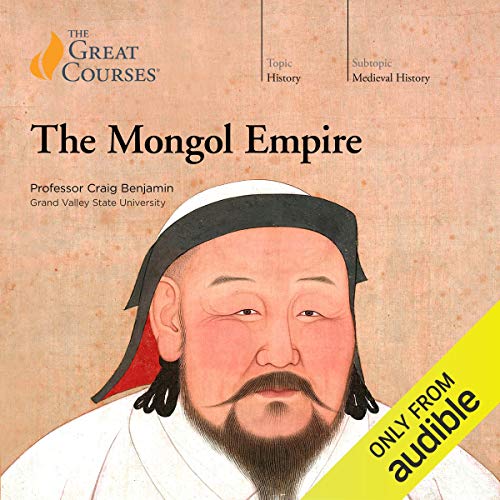 THE
GREAT
COURSES®
Topic
History
Subtopic
Medieval History
The Mongol Empire
Professor Craig Benjamin
Grand Valley State University
ONLY FROM
audible